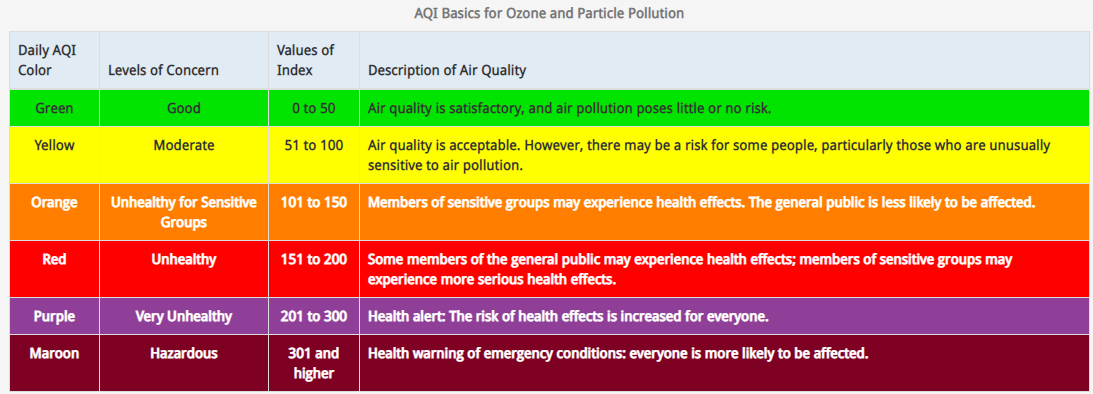 AQI Basics for Ozone and Particle Pollution
Daily AQI
Color
Levels of Concern
Values of
Index
Description of Air Quality
Green
Good
0 to 50
Air quality is satisfactory, and air pollution poses little or no risk.
Yellow
Moderate
51 to 100
Air quality is acceptable. However, there may be a risk for some people, particularly those who are unusually
sensitive to air pollution.
Orange
Unhealthy for Sensitive
Groups
101 to 150
Members of sensitive groups may experience health effects. The general public is less likely to be affected.
Red
Unhealthy
151 to 200
Some members of the general public may experience health effects; members of sensitive groups may
experience more serious health effects.
Purple
Very Unhealthy
201 to 300
Health alert: The risk of health effects is increased for everyone.
Maroon
Hazardous
301 and
higher
Health warning of emergency conditions: everyone is more likely to be affected.